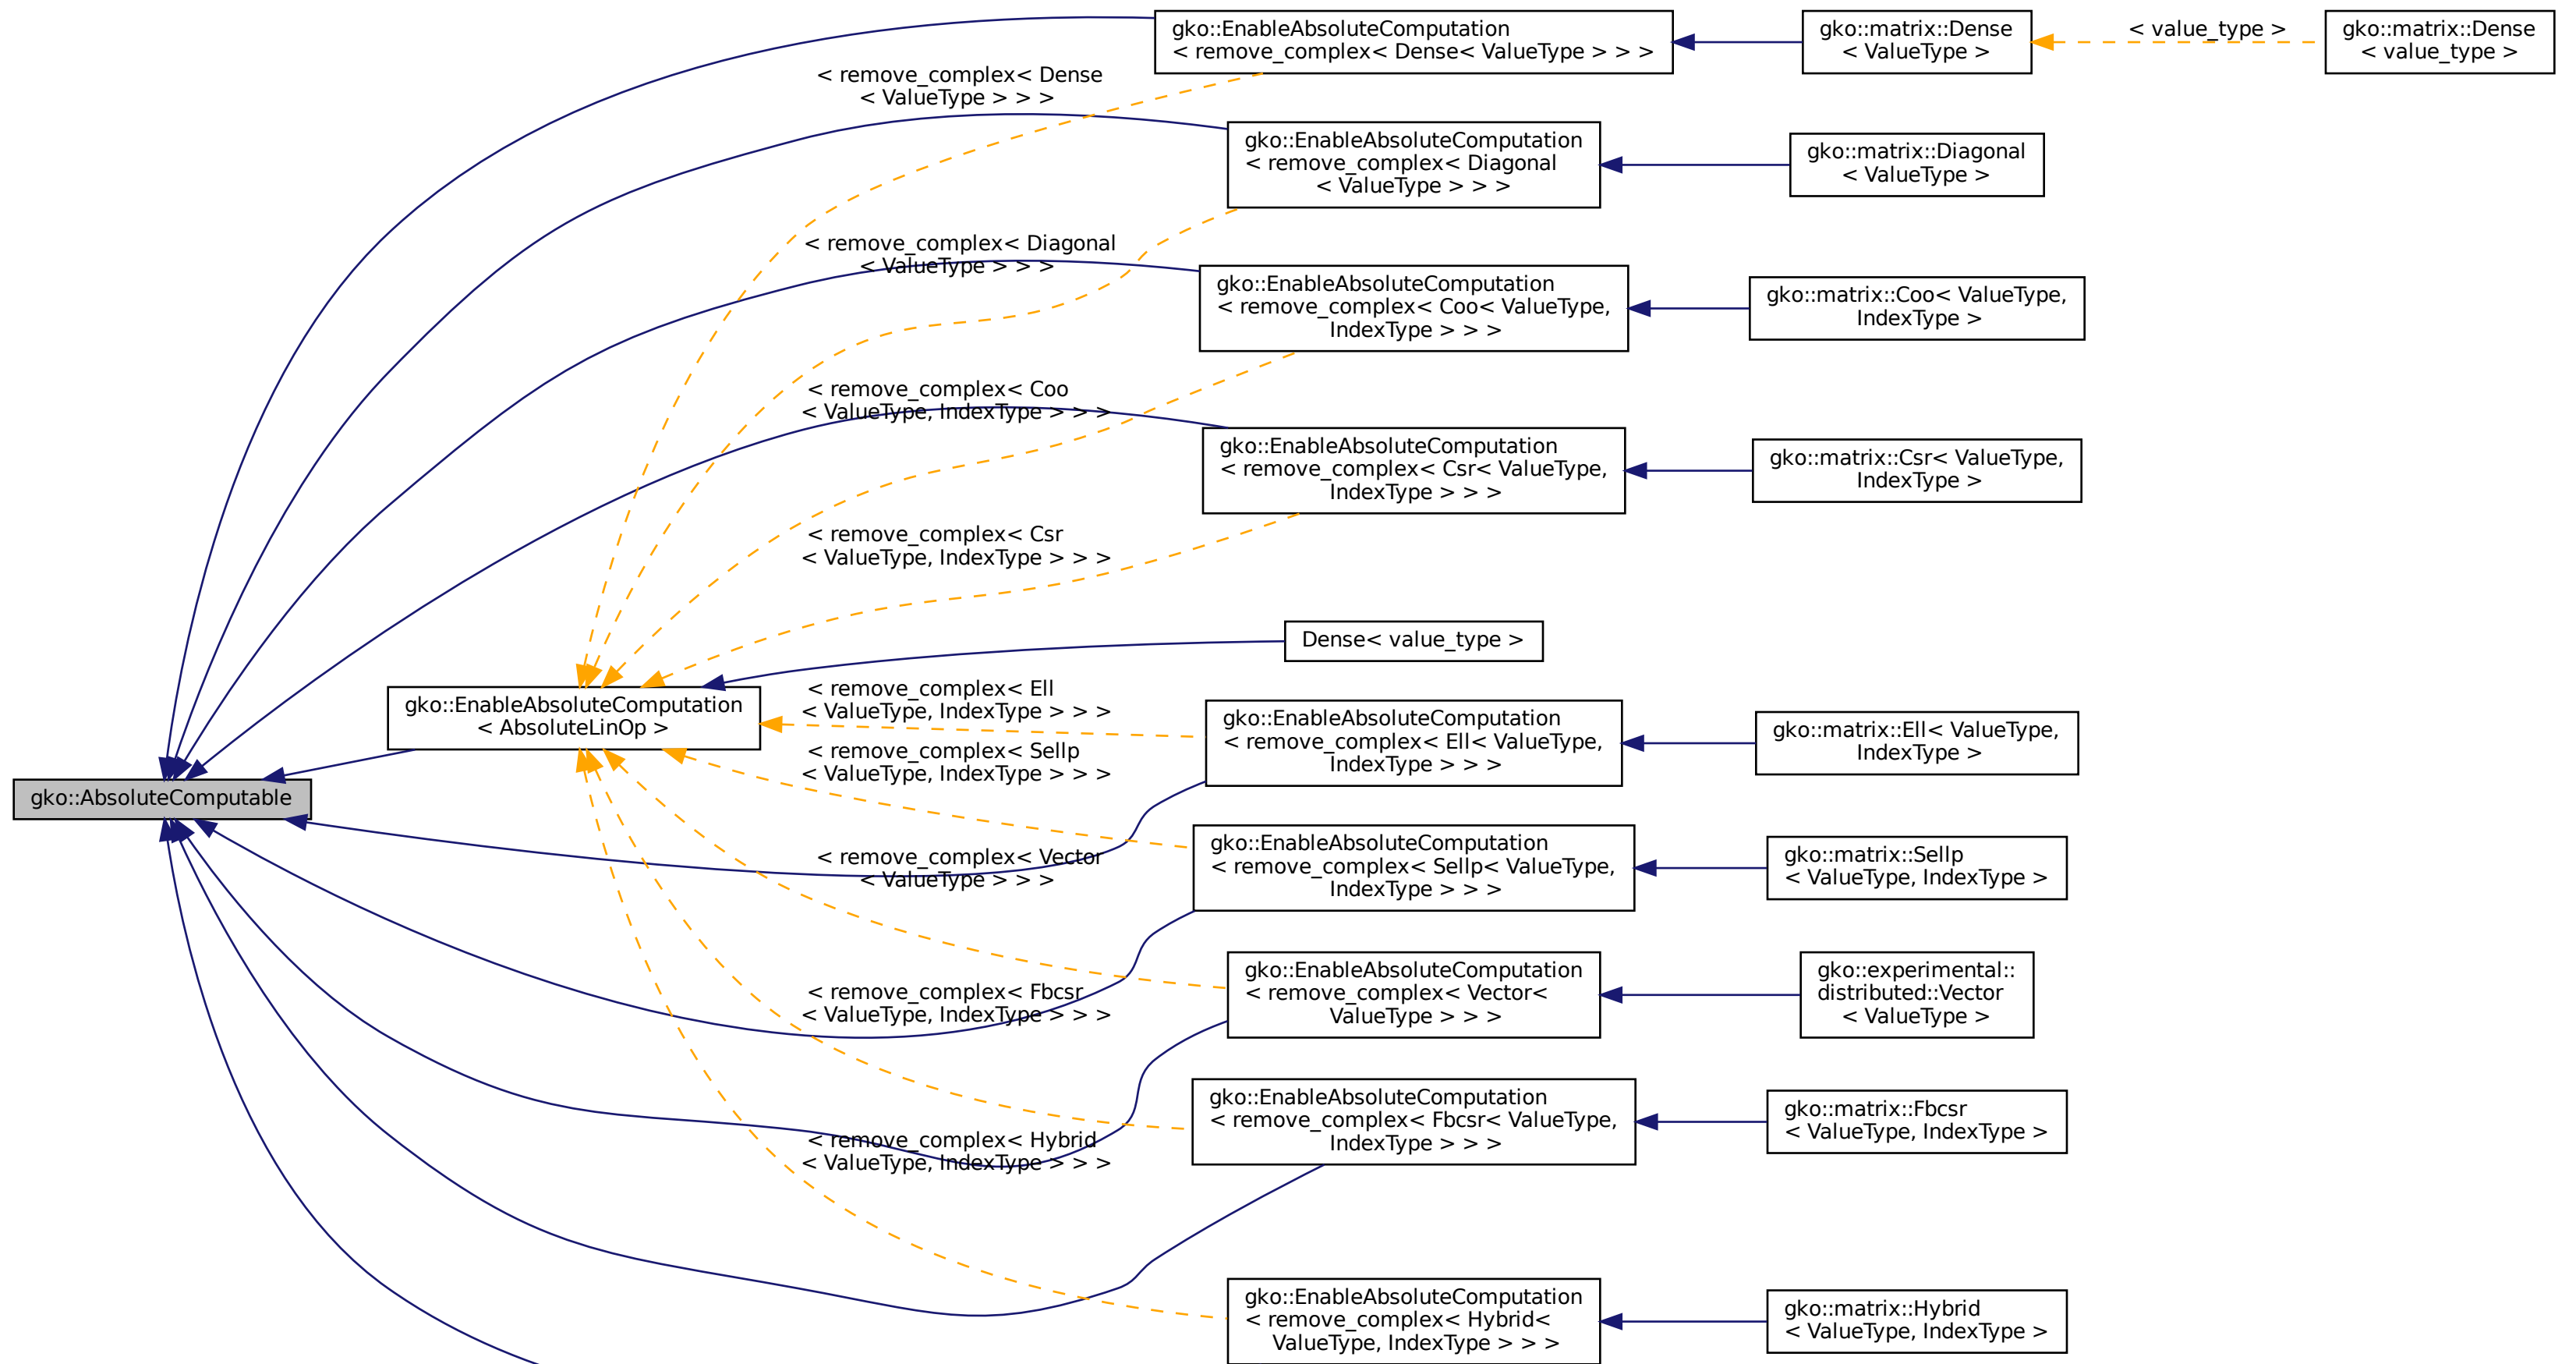 gko::EnableAbsoluteComputation
< remove_complex< Dense< ValueType > > >
gko::matrix::Dense
< ValueType >
< value_type >
gko::matrix::Dense
< value_type >
< remove_complex< Dense
< ValueType > > >
gko::EnableAbsoluteComputation
< remove_complex< Diagonal
< ValueType > > >
gko::matrix::Diagonal
< ValueType >
< remove_complex< Diagonal
< ValueType > > >
gko::EnableAbsoluteComputation
< remove_complex< Coo< ValueType,
IndexType > > >
gko::matrix::Coo< ValueType,
IndexType >
< remove_complex< Coo
< ValueType, IndexType > > >
gko::EnableAbsoluteComputation
< remove_complex< Csr< ValueType,
IndexType > > >
gko::matrix::Csr< ValueType,
IndexType >
< remove_complex< Csr
< ValueType, IndexType > > >
Dense< value_type >
gko::EnableAbsoluteComputation
< AbsoluteLinOp >
< remove_complex< Ell
< ValueType, IndexType > > >
gko::EnableAbsoluteComputation
< remove_complex< Ell< ValueType,
IndexType > > >
gko::matrix::Ell< ValueType,
IndexType >
< remove_complex< Sellp
< ValueType, IndexType > > >
gko::AbsoluteComputable
gko::EnableAbsoluteComputation
< remove_complex< Sellp< ValueType,
IndexType > > >
gko::matrix::Sellp
< ValueType, IndexType >
< remove_complex< Vector
< ValueType > > >
gko::EnableAbsoluteComputation
< remove_complex< Vector<
ValueType > > >
gko::experimental::
distributed::Vector
< ValueType >
< remove_complex< Fbcsr
< ValueType, IndexType > > >
gko::EnableAbsoluteComputation
< remove_complex< Fbcsr< ValueType,
IndexType > > >
gko::matrix::Fbcsr
< ValueType, IndexType >
< remove_complex< Hybrid
< ValueType, IndexType > > >
gko::EnableAbsoluteComputation
< remove_complex< Hybrid<
ValueType, IndexType > > >
gko::matrix::Hybrid
< ValueType, IndexType >